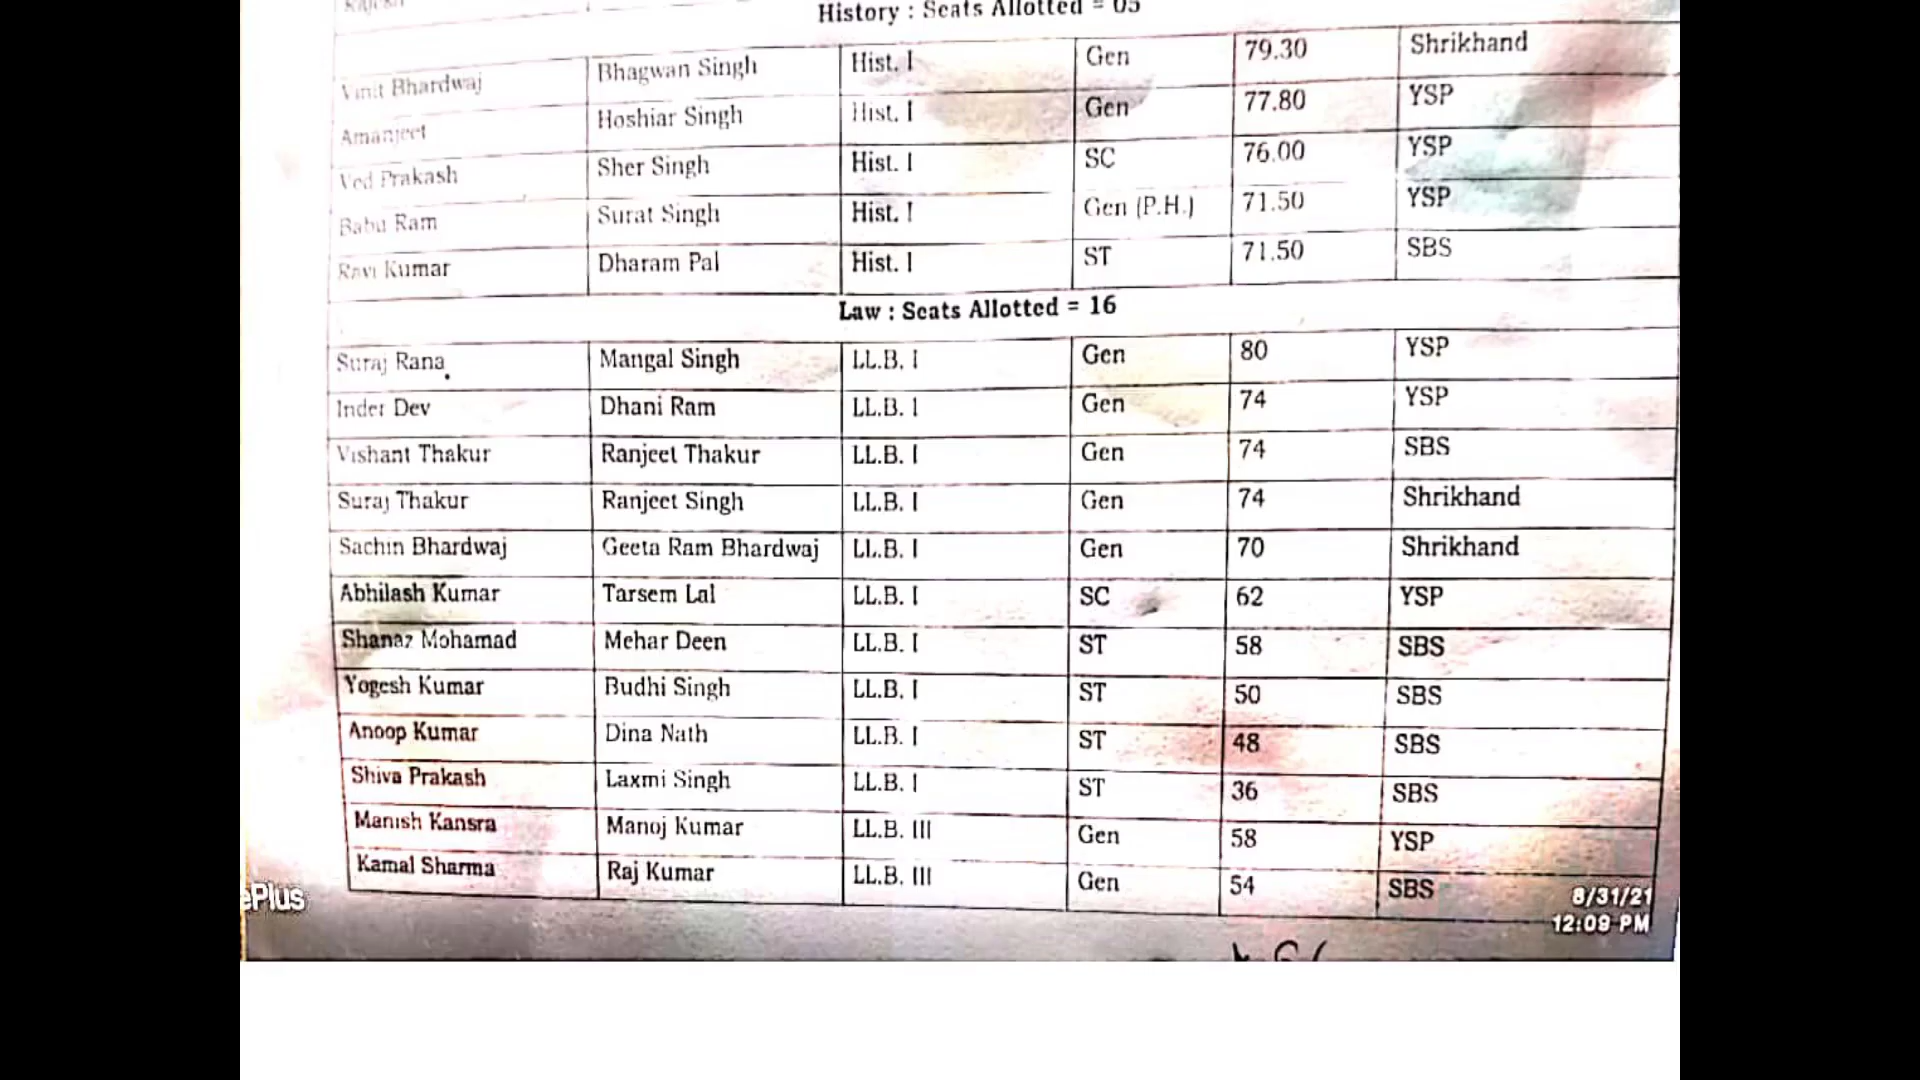 Rajesh
History : Seats Allotted = 05
Vinit Bhardwaj Bhagwan Singh Hist. I Gen 79.30 Shrikhand
Amanjeet Hoshiar Singh Hist. I Gen 77.80 YSP
Ved Prakash Sher Singh Hist. I SC 76.00 YSP
Babu Ram Surat Singh Hist. I Gen (P.H.) 71.50 YSP
Ravi Kumar Dharam Pal Hist. I ST 71.50 SBS
Law : Seats Allotted = 16
Suraj Rana Mangal Singh LL.B. I Gen 80 YSP
Inder Dev Dhani Ram LL.B. I Gen 74 YSP
Vishant Thakur Ranjeet Thakur LL.B. I Gen 74 SBS
Suraj Thakur Ranjeet Singh LL.B. I Gen 74 Shrikhand
Sachin Bhardwaj Geeta Ram Bhardwaj LL.B. I Gen 70 Shrikhand
Abhilash Kumar Tarsem Lal LL.B. I SC 62 YSP
Shanaz Mohamad Mehar Deen LL.B. I ST 58 SBS
Yogesh Kumar Budhi Singh LL.B. I ST 50 SBS
Anoop Kumar Dina Nath LL.B. I ST 48 SBS
Shiva Prakash Laxmi Singh LL.B. I ST 36 SBS
Manish Kansra Manoj Kumar LL.B. III Gen 58 YSP
Kamal Sharma Raj Kumar LL.B. III Gen 54 SBS
ePlus
8/31/21
12:09 PM